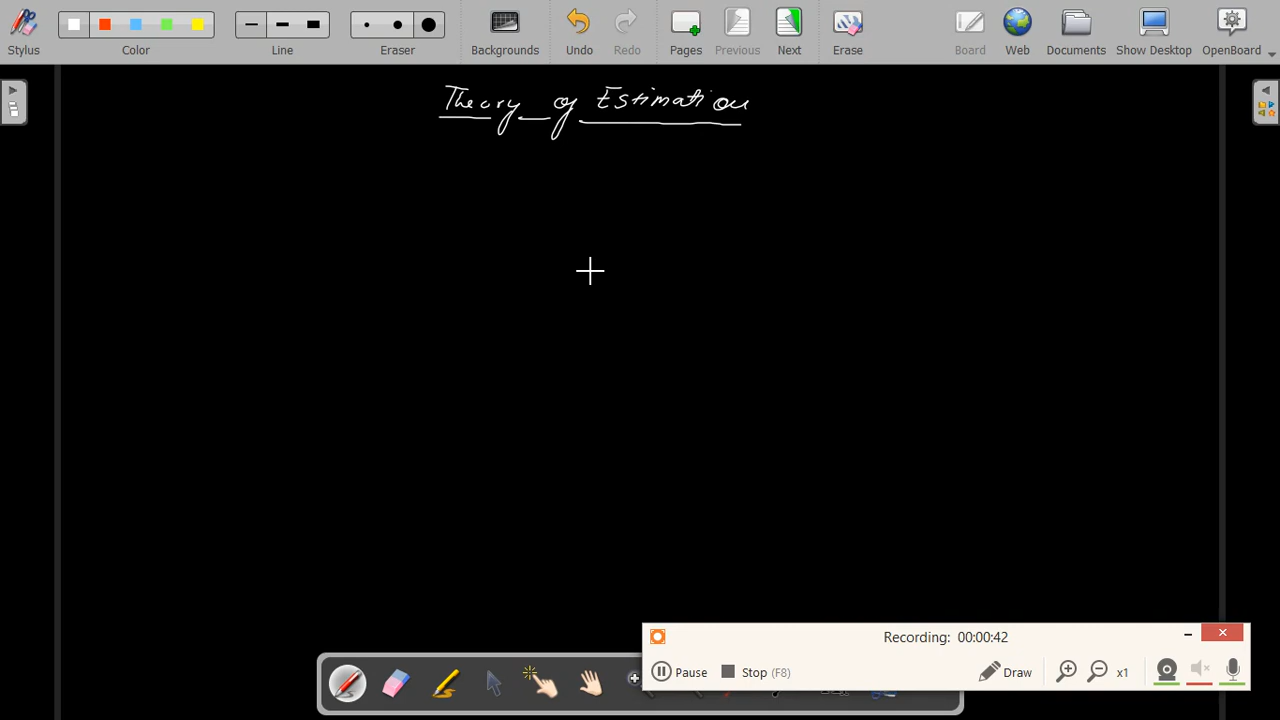 Stylus
Color
Line
Eraser
Backgrounds
Undo
Redo
Pages
Previous
Next
Erase
Board
Web
Documents
Show Desktop
OpenBoard
Theory of Estimation
Recording: 00:00:42
Pause
Stop (F8)
Draw
x1